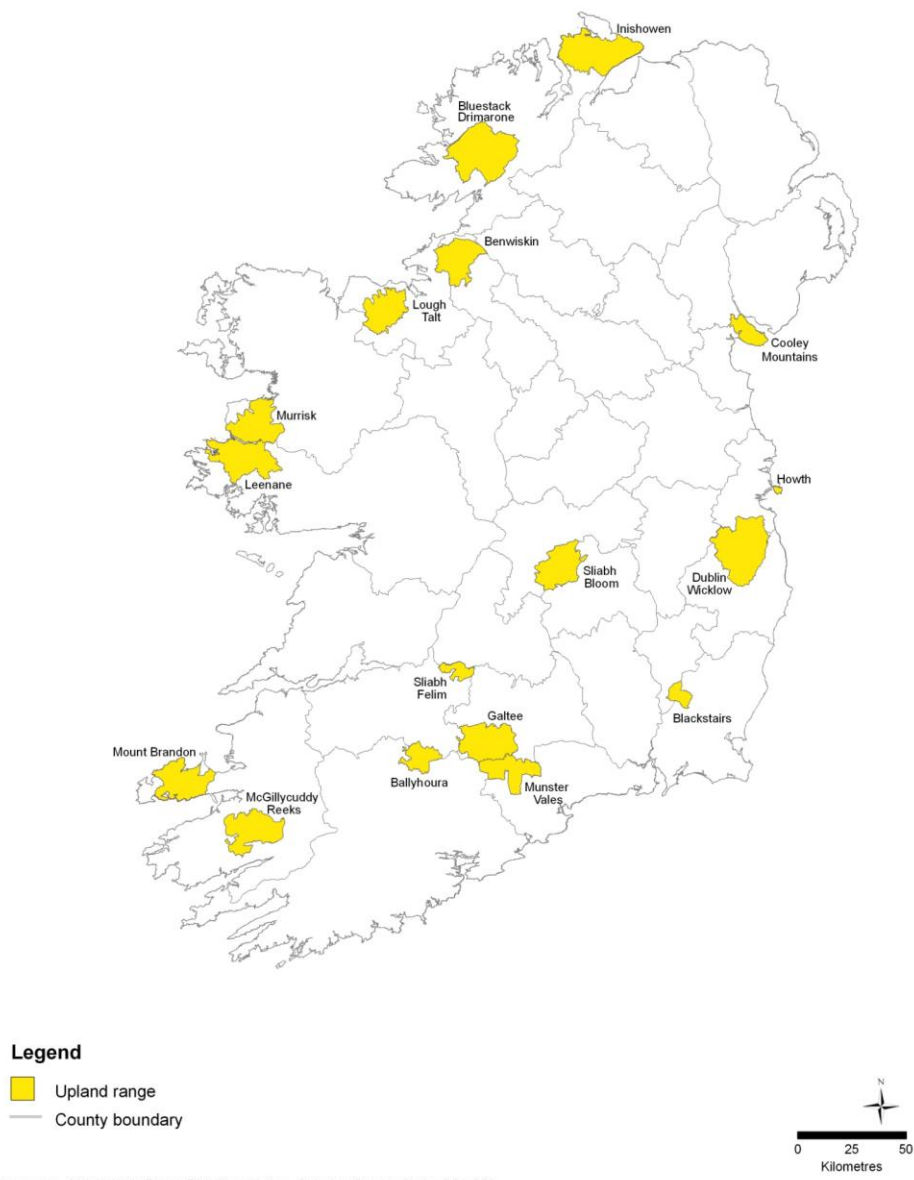 Inishowen
Bluestack
Drimarone
Benwiskin
Lough
Talt
Cooley
Mountains
Murrisk
Leenane
Howth
Sliabh
Bloom
Dublin
Wicklow
Sliabh
Felim
Blackstairs
Galtee
Mount Brandon
Ballyhoura
Munster
Vales
McGillycuddy
Reeks
Legend
Upland range
County boundary
N
0 25 50
Kilometres